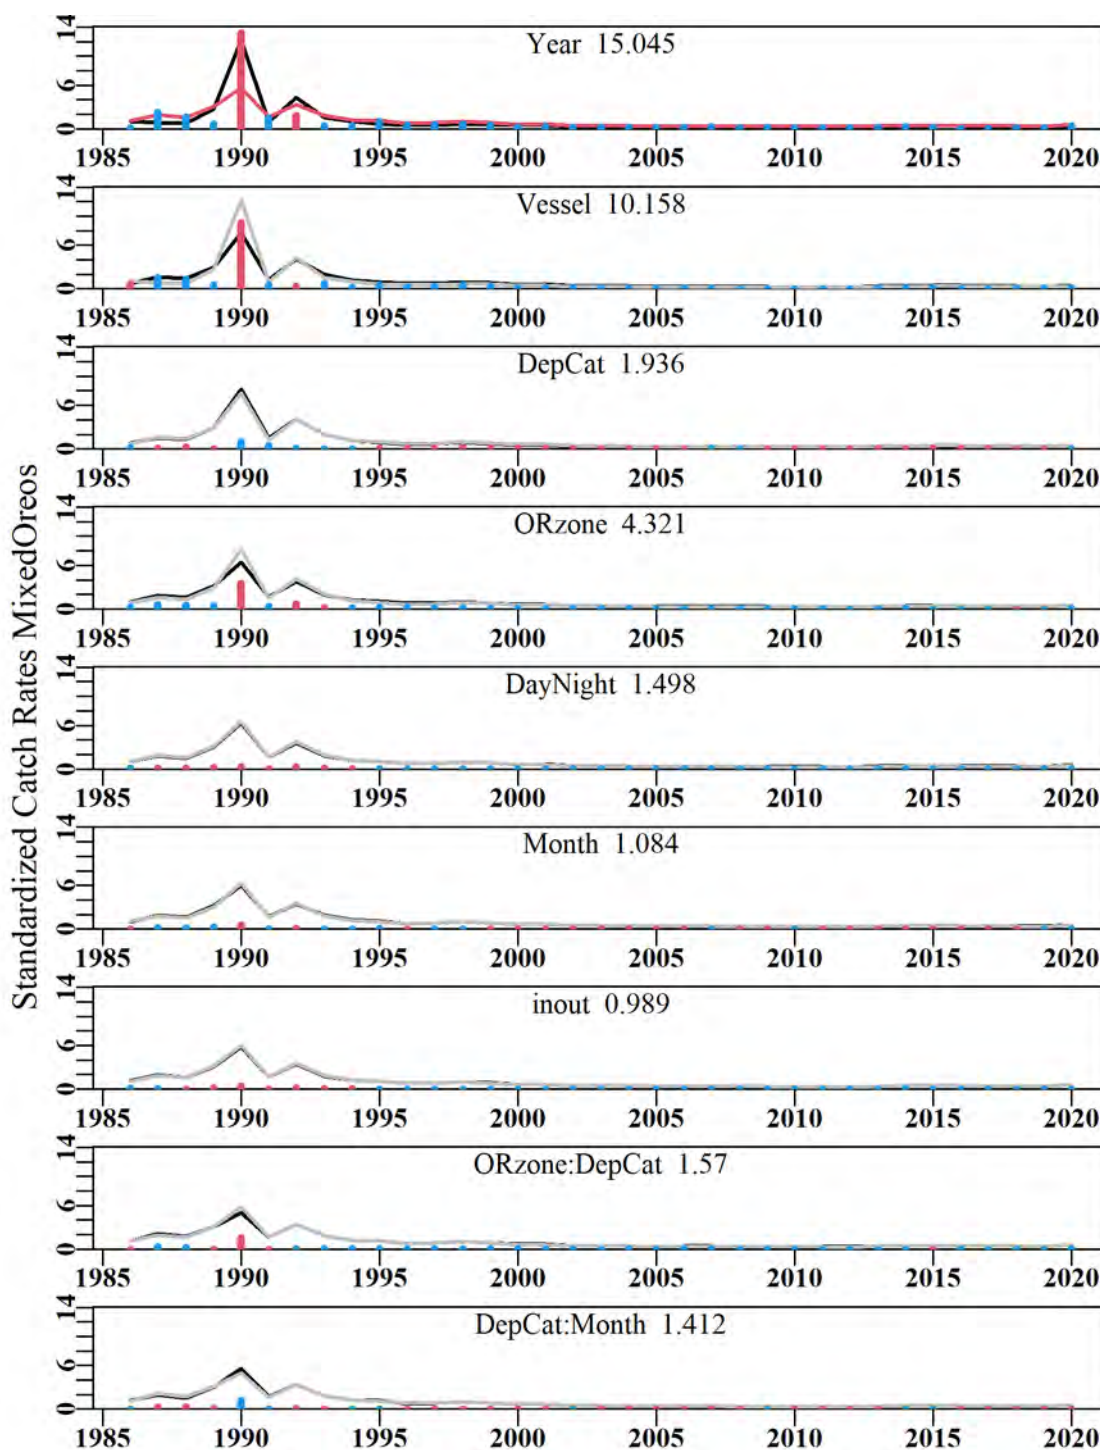 Standardized Catch Rates MixedOreos
Year 15.045
14
6
0
1985 1990 1995 2000 2005 2010 2015 2020
Vessel 10.158
14
6
0
1985 1990 1995 2000 2005 2010 2015 2020
DepCat 1.936
14
6
0
1985 1990 1995 2000 2005 2010 2015 2020
ORzone 4.321
14
6
0
1985 1990 1995 2000 2005 2010 2015 2020
DayNight 1.498
14
6
0
1985 1990 1995 2000 2005 2010 2015 2020
Month 1.084
14
6
0
1985 1990 1995 2000 2005 2010 2015 2020
inout 0.989
14
6
0
1985 1990 1995 2000 2005 2010 2015 2020
ORzone:DepCat 1.57
14
6
0
1985 1990 1995 2000 2005 2010 2015 2020
DepCat:Month 1.412
14
6
0
1985 1990 1995 2000 2005 2010 2015 2020